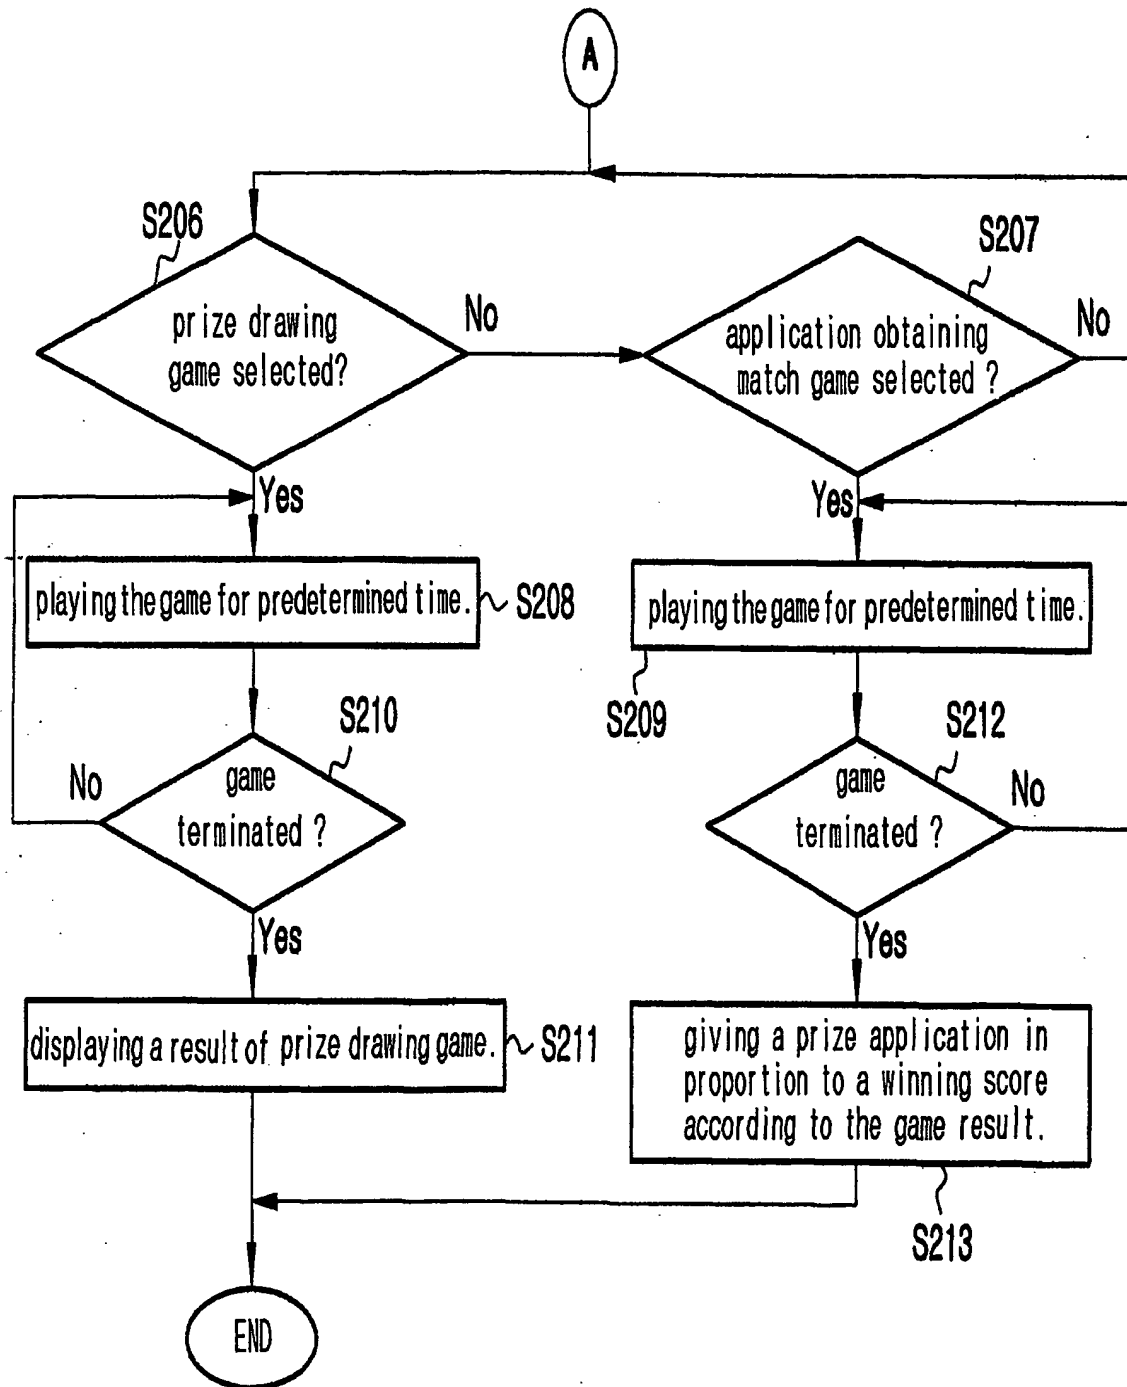 A
S206
S207
prize drawing
game selected?
No
application obtaining
match game selected ?
No
Yes
Yes
playing the game for predetermined time.
S208
playing the game for predetermined time.
S209
S210
S212
game
terminated ?
No
game
terminated ?
No
Yes
Yes
displaying a result of prize drawing game.
S211
giving a prize application in
proportion to a winning score
according to the game result.
S213
END